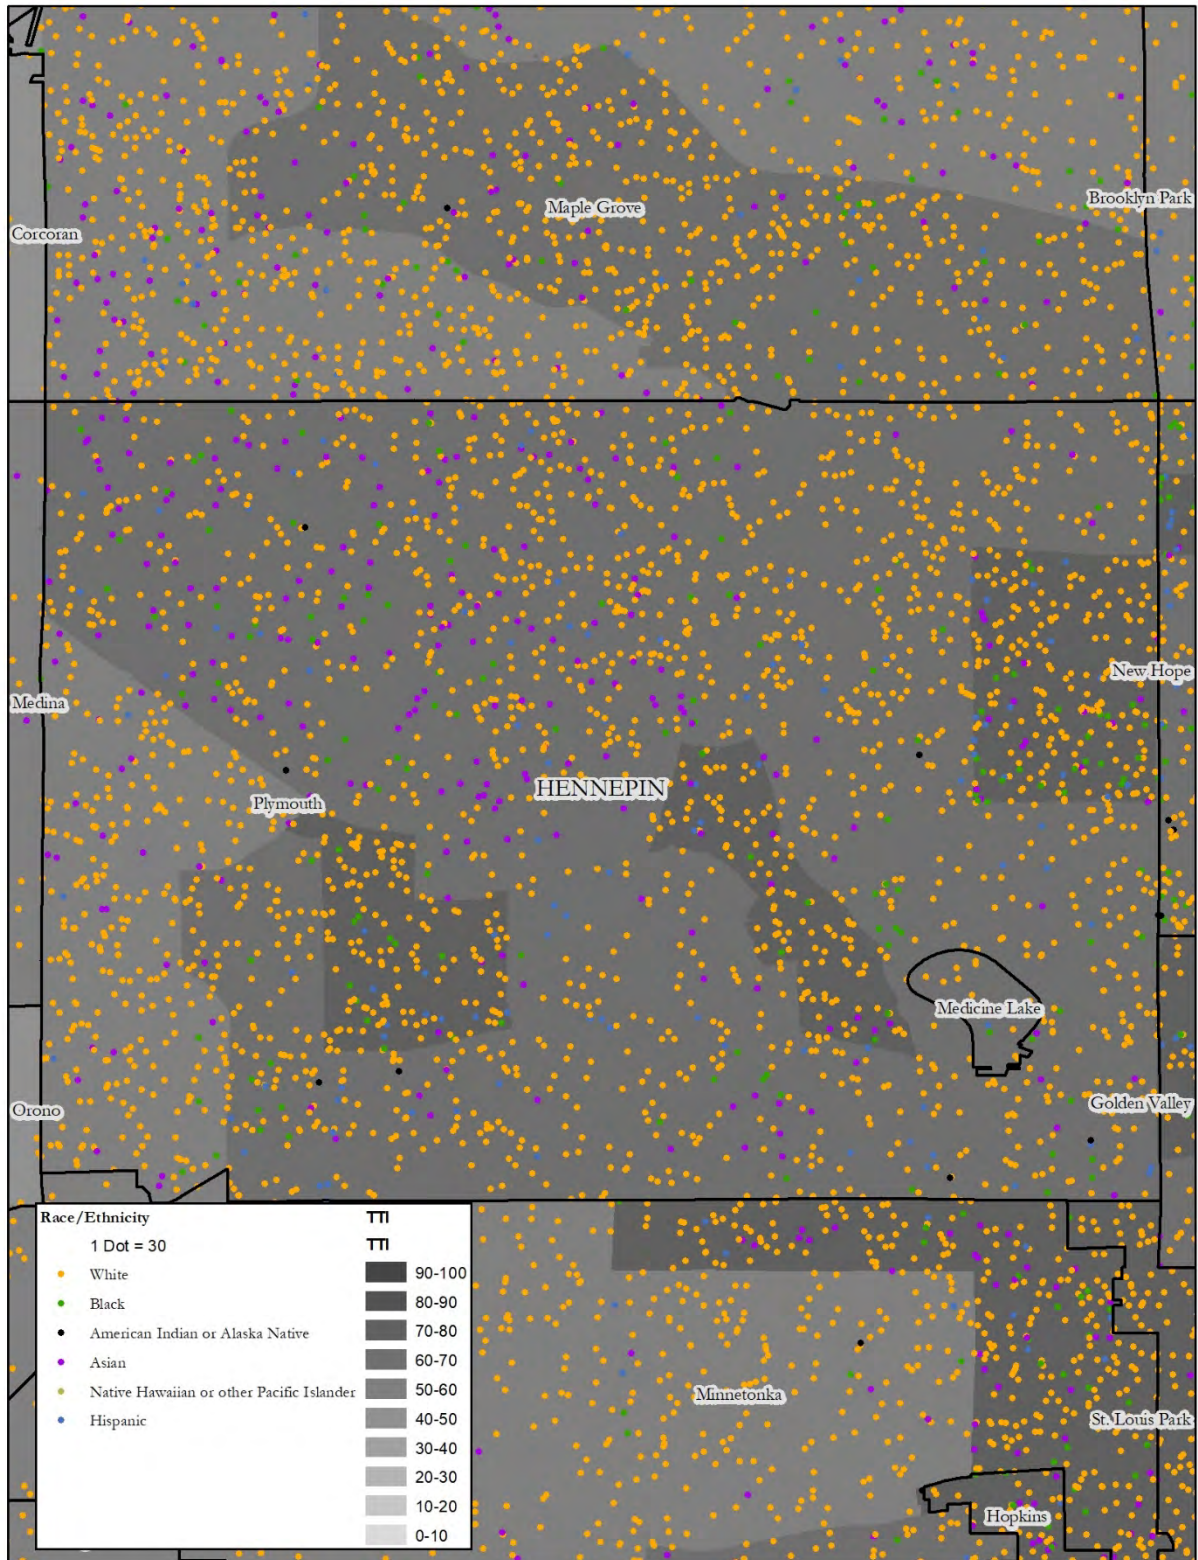 Maple Grove
Brooklyn Park
Corcoran
New Hope
Medina
HENNEPIN
Plymouth
Medicine Lake
Orono
Golden Valley
Race/Ethnicity
1 Dot = 30
White
Black
American Indian or Alaska Native
Asian
Native Hawaiian or other Pacific Islander
Hispanic
TTI
TTI
90-100
80-90
70-80
60-70
50-60
40-50
30-40
20-30
10-20
0-10
Minnetonka
St. Louis Park
Hopkins